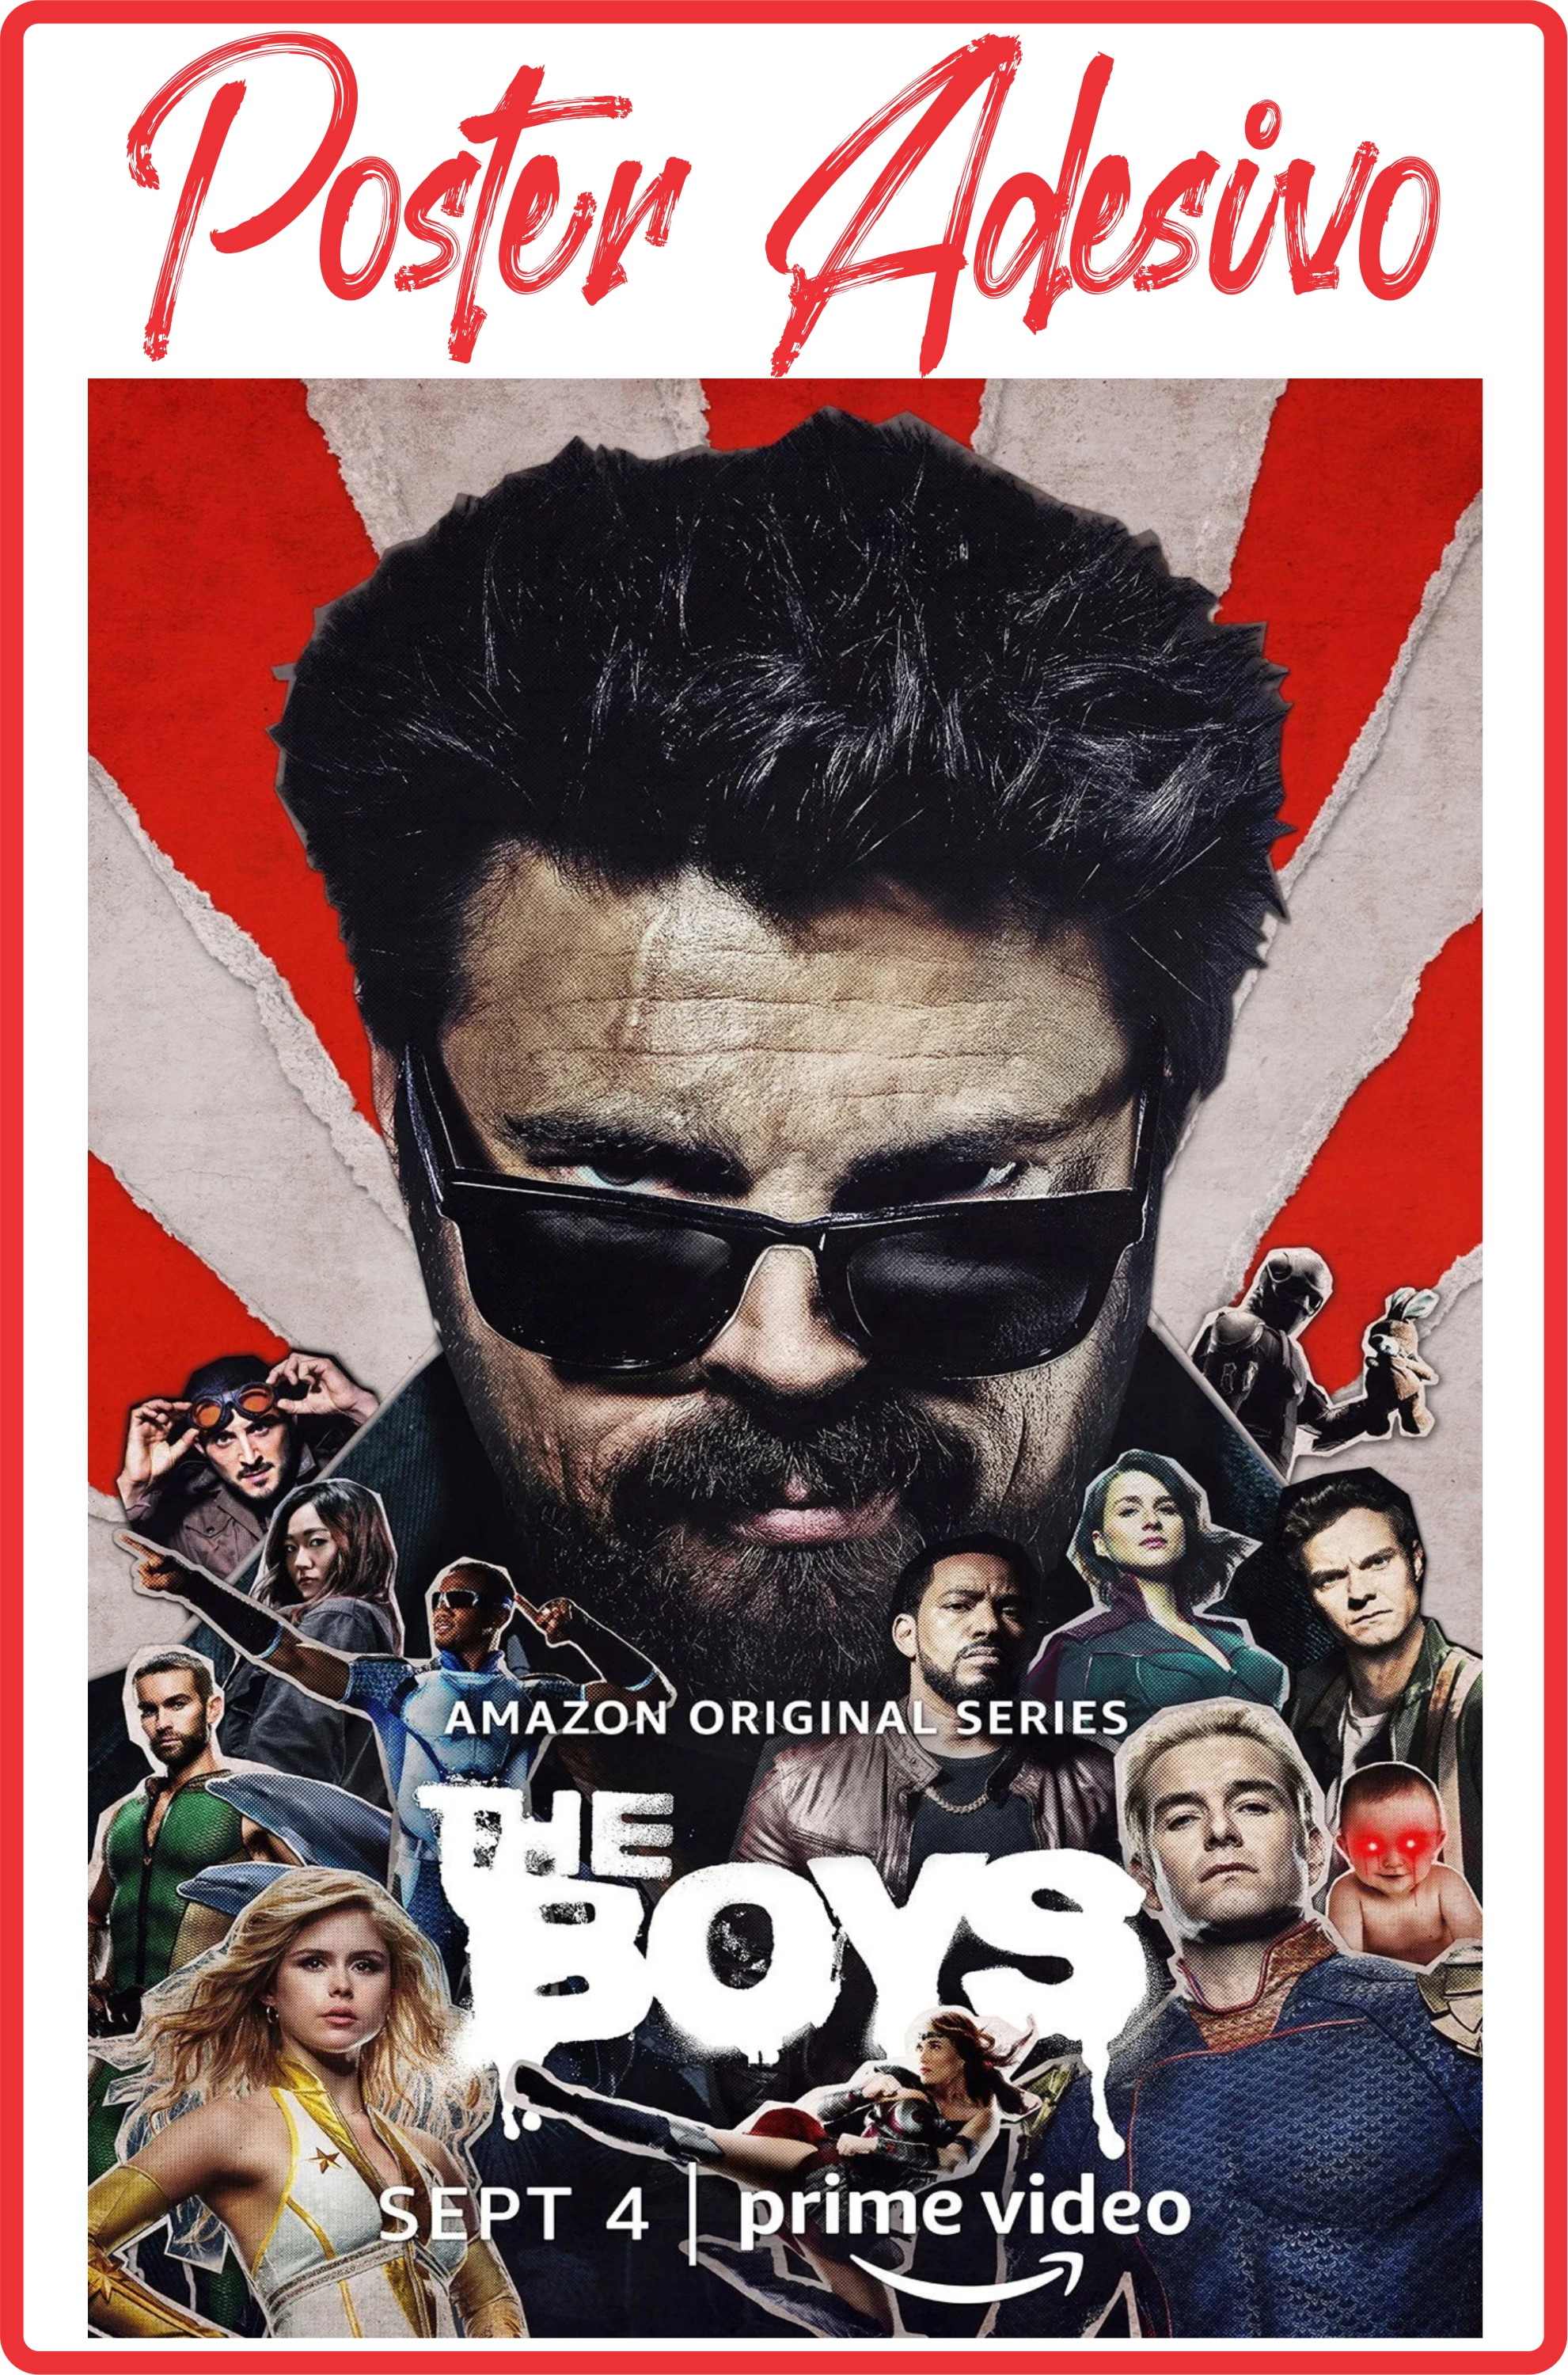 Poster Adesivo
AMAZON ORIGINAL SERIES
THE
BOYS
SEPT 4 | prime video